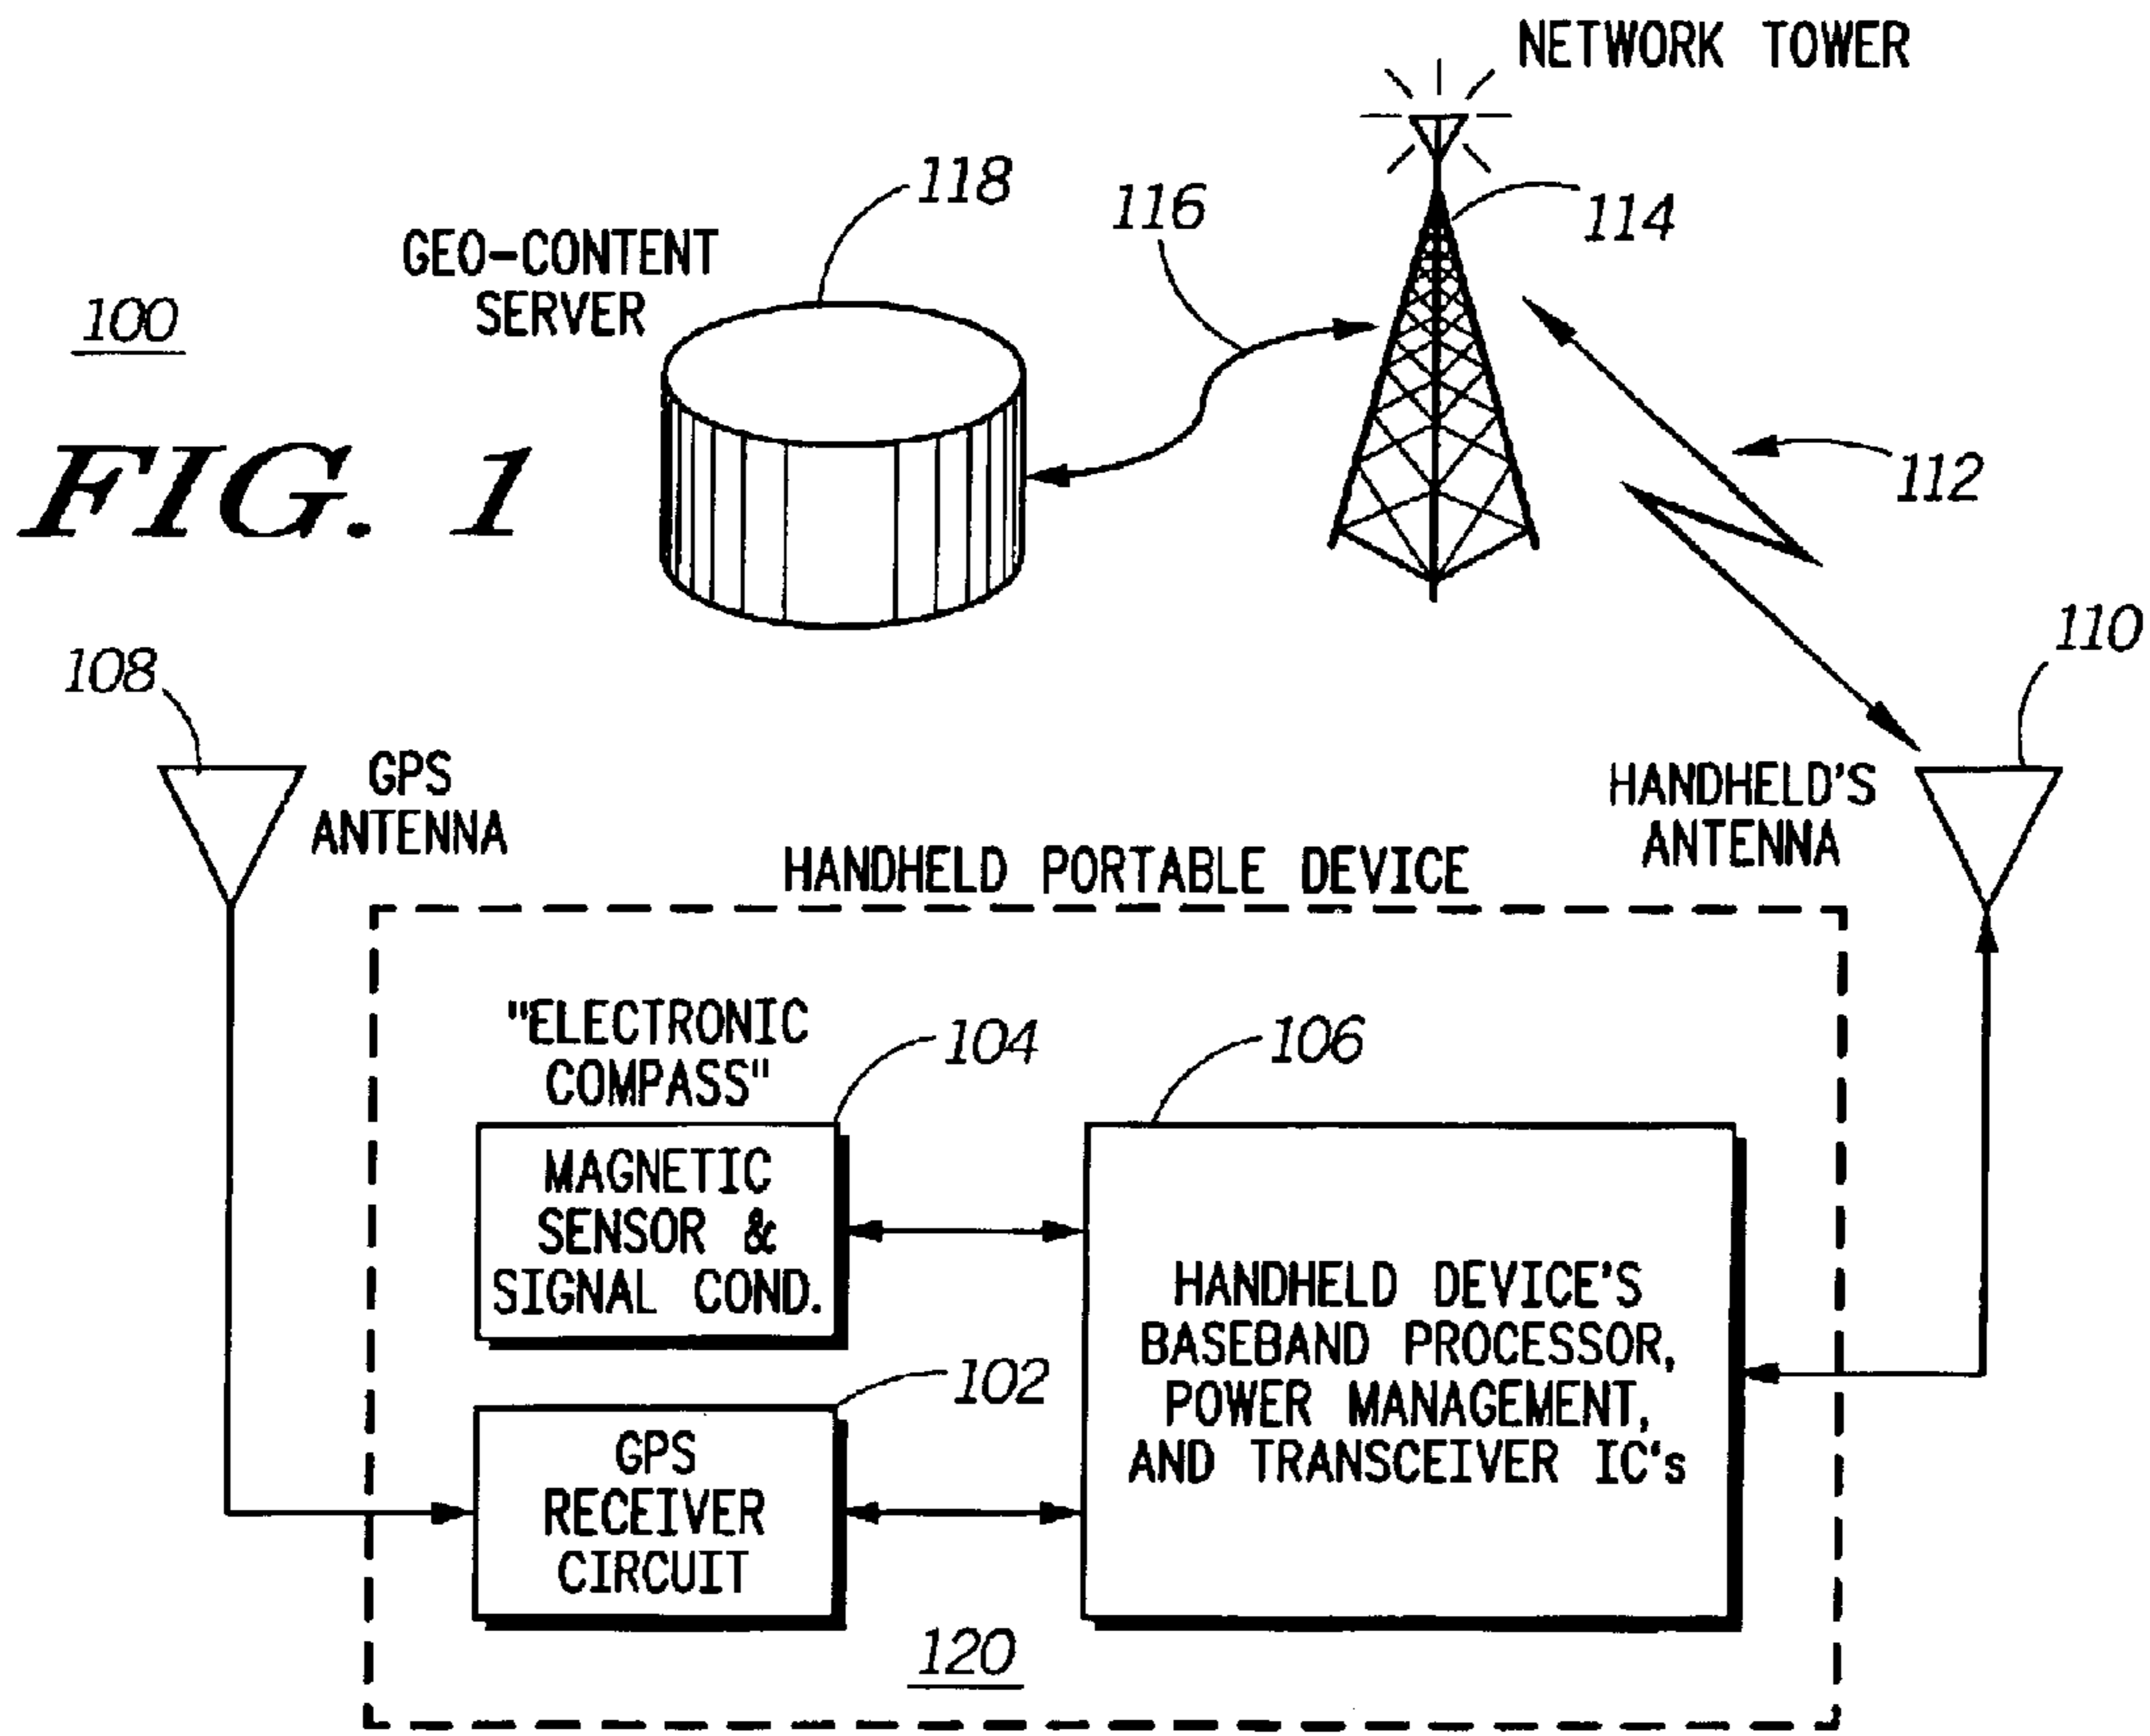 NETWORK TOWER
118
116
114
GEO-CONTENT
SERVER
100
FIG. 1
112
110
108
GPS
ANTENNA
HANDHELD'S
ANTENNA
HANDHELD PORTABLE DEVICE
"ELECTRONIC
COMPASS"
104
106
MAGNETIC
SENSOR &
SIGNAL COND.
HANDHELD DEVICE'S
BASEBAND PROCESSOR,
POWER MANAGEMENT,
AND TRANSCEIVER IC's
102
GPS
RECEIVER
CIRCUIT
120